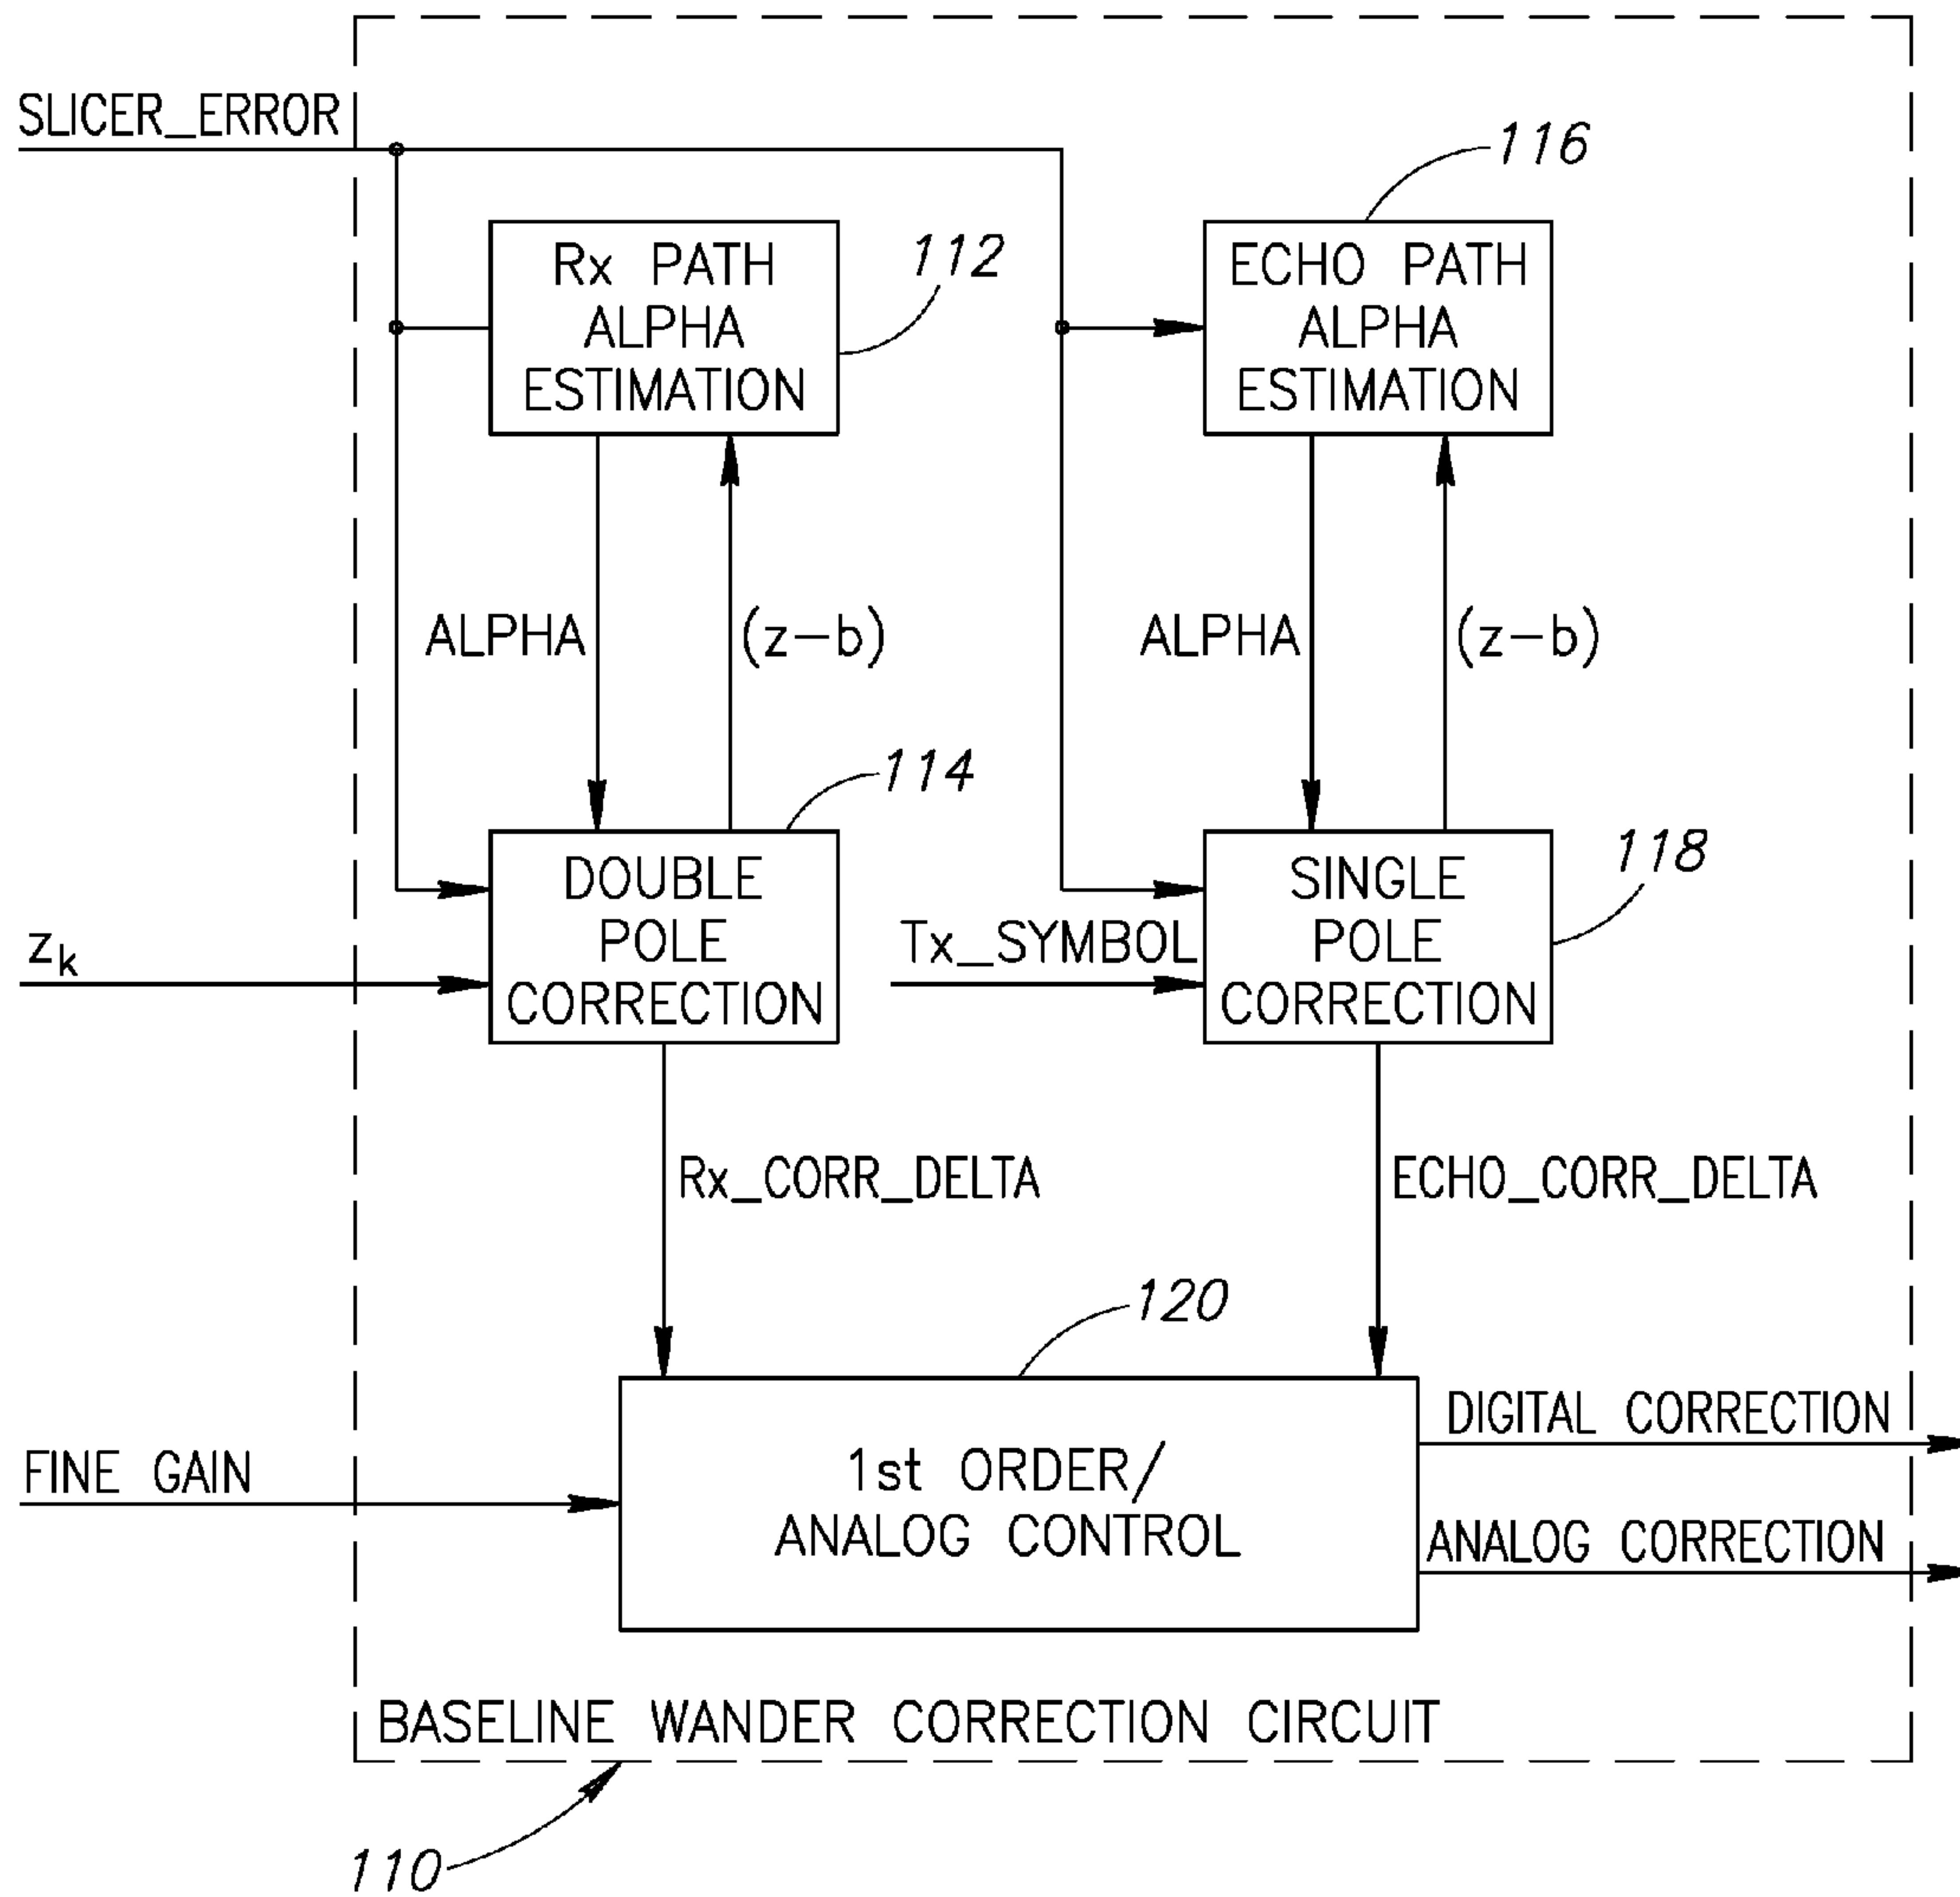 SLICER_ERROR
116
112
Rx PATH
ALPHA
ESTIMATION
ECHO PATH
ALPHA
ESTIMATION
ALPHA
(z-b)
ALPHA
(z-b)
114
118
DOUBLE
POLE
CORRECTION
SINGLE
POLE
CORRECTION
zk
Tx_SYMBOL
Rx_CORR_DELTA
ECHO_CORR_DELTA
120
DIGITAL CORRECTION
FINE GAIN
1st ORDER/
ANALOG CONTROL
ANALOG CORRECTION
BASELINE WANDER CORRECTION CIRCUIT
110